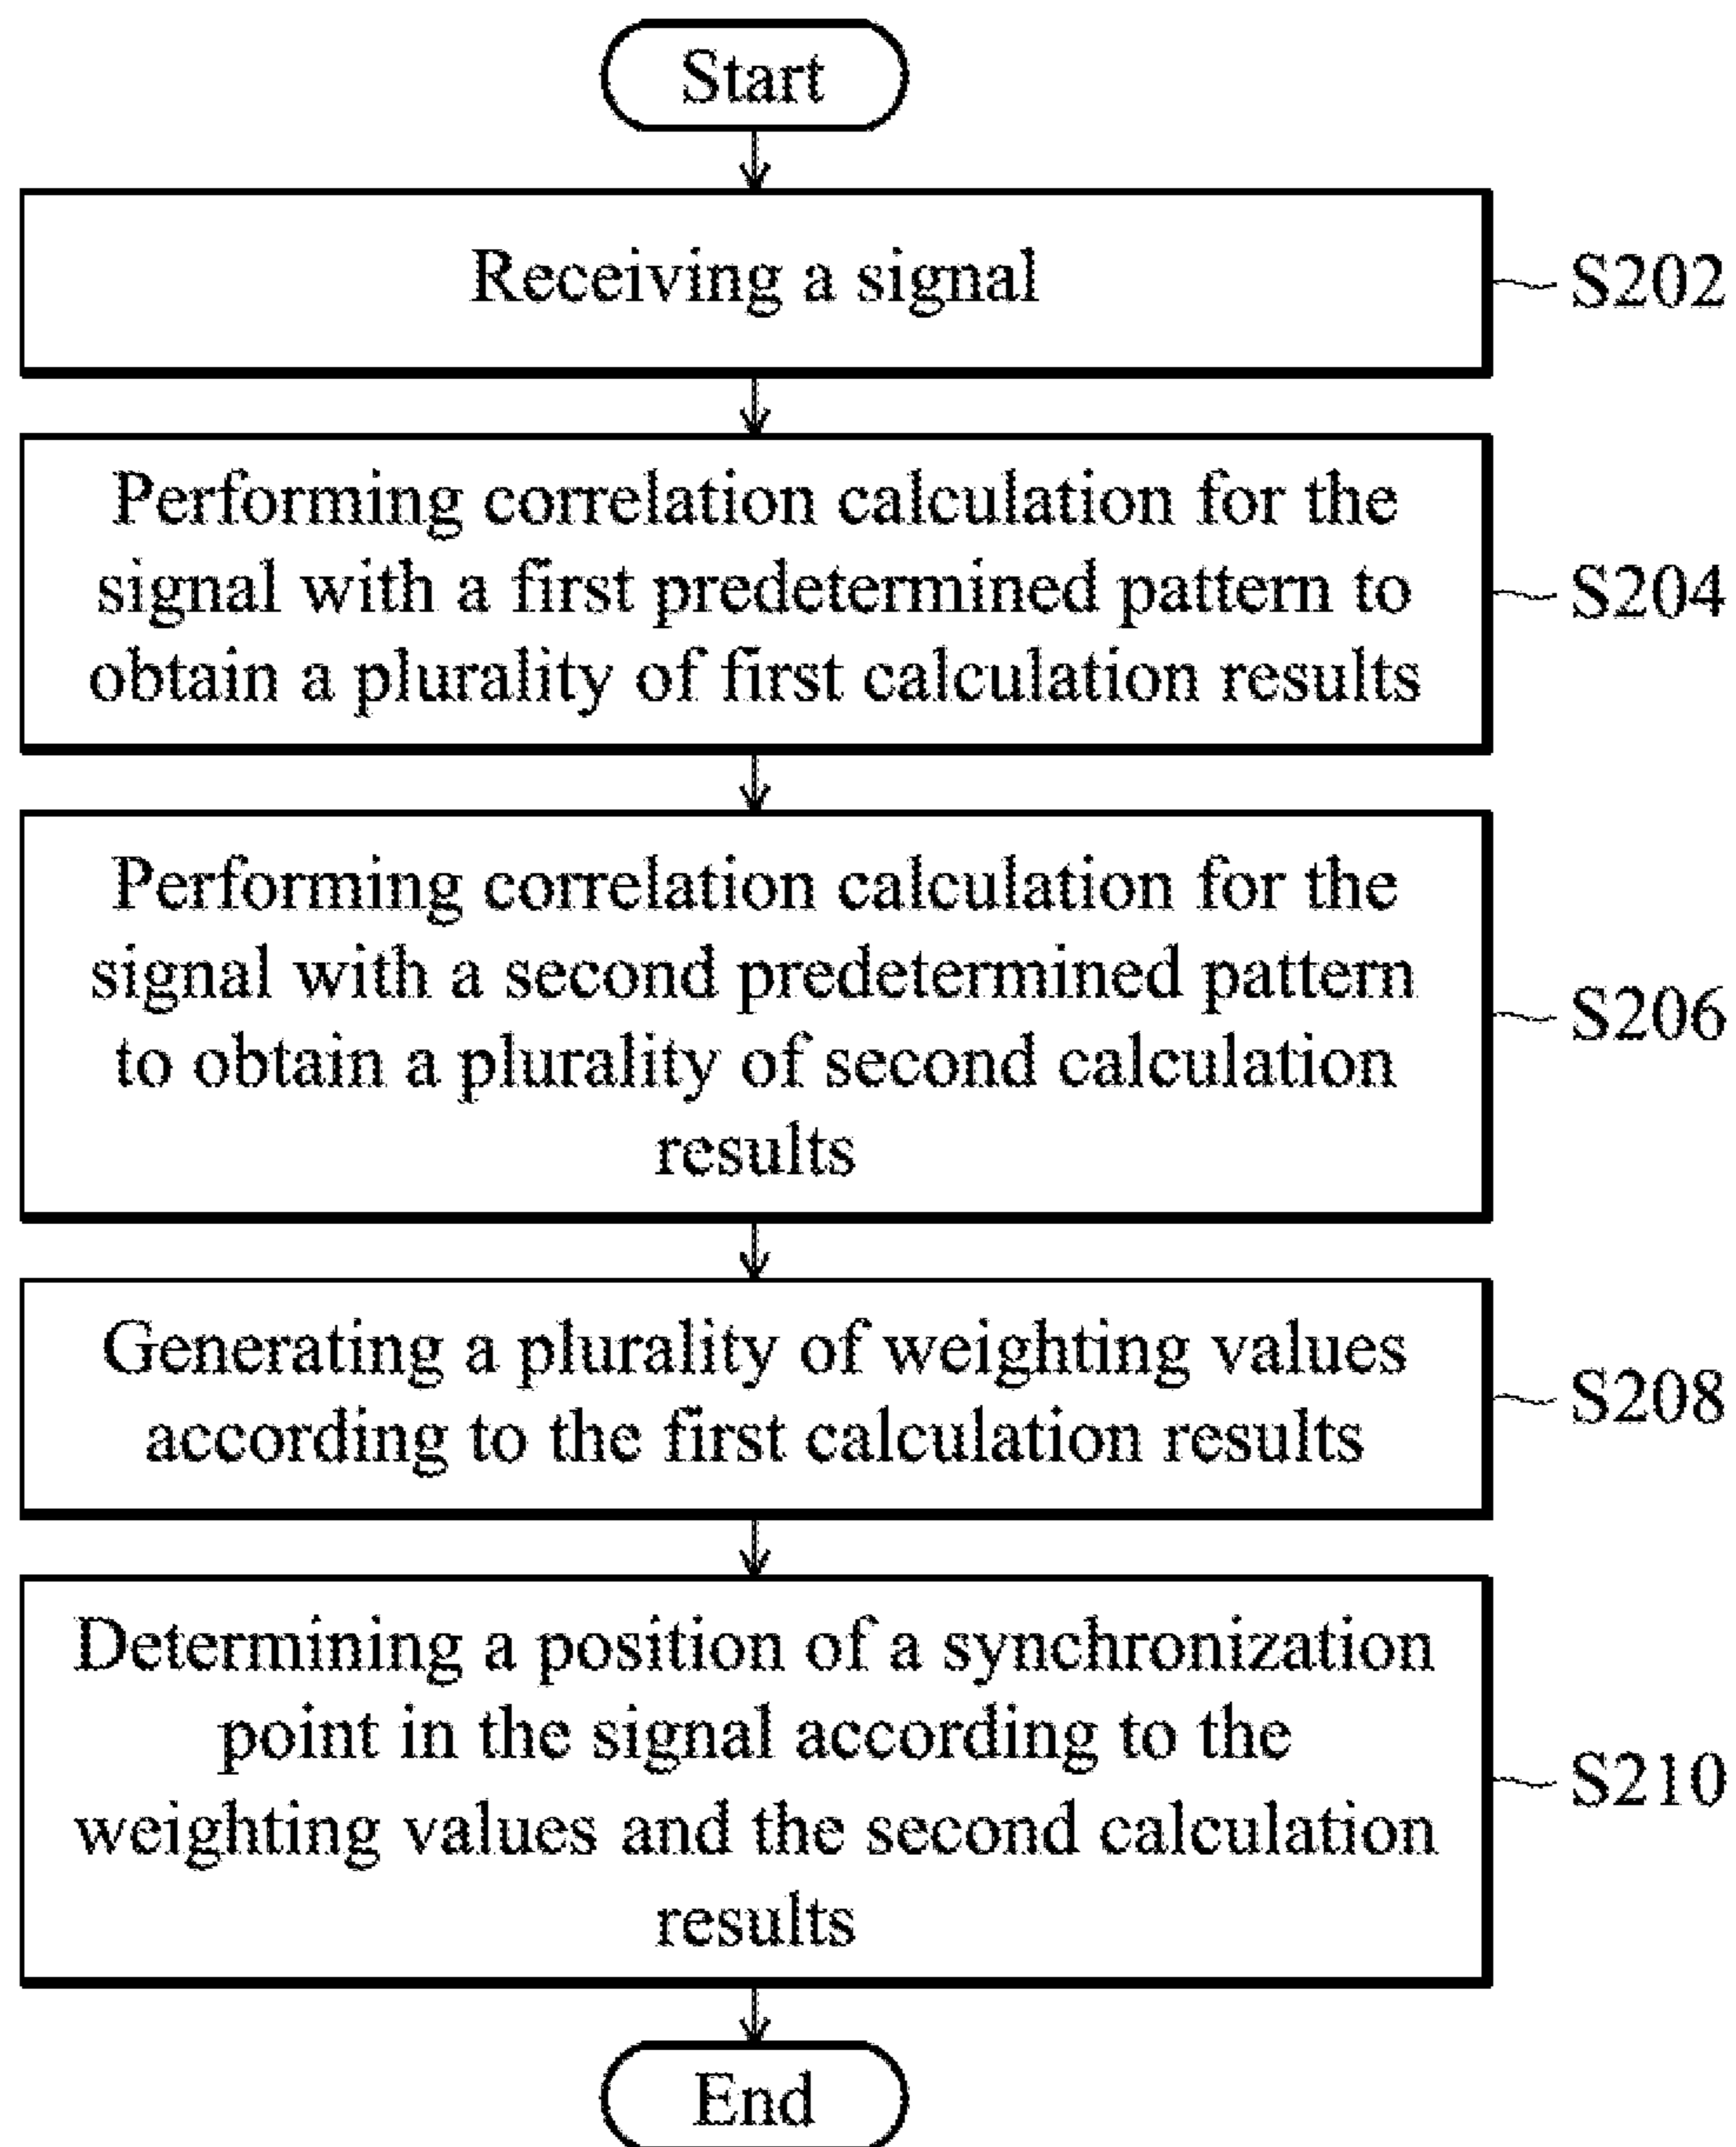 Start
Receiving a signal
S202
Performing correlation calculation for the
signal with a first predetermined pattern to
obtain a plurality of first calculation results
S204
Performing correlation calculation for the
signal with a second predetermined pattern
to obtain a plurality of second calculation
results
S206
Generating a plurality of weighting values
according to the first calculation results
S208
Determining a position of a synchronization
point in the signal according to the
weighting values and the second calculation
results
S210
End